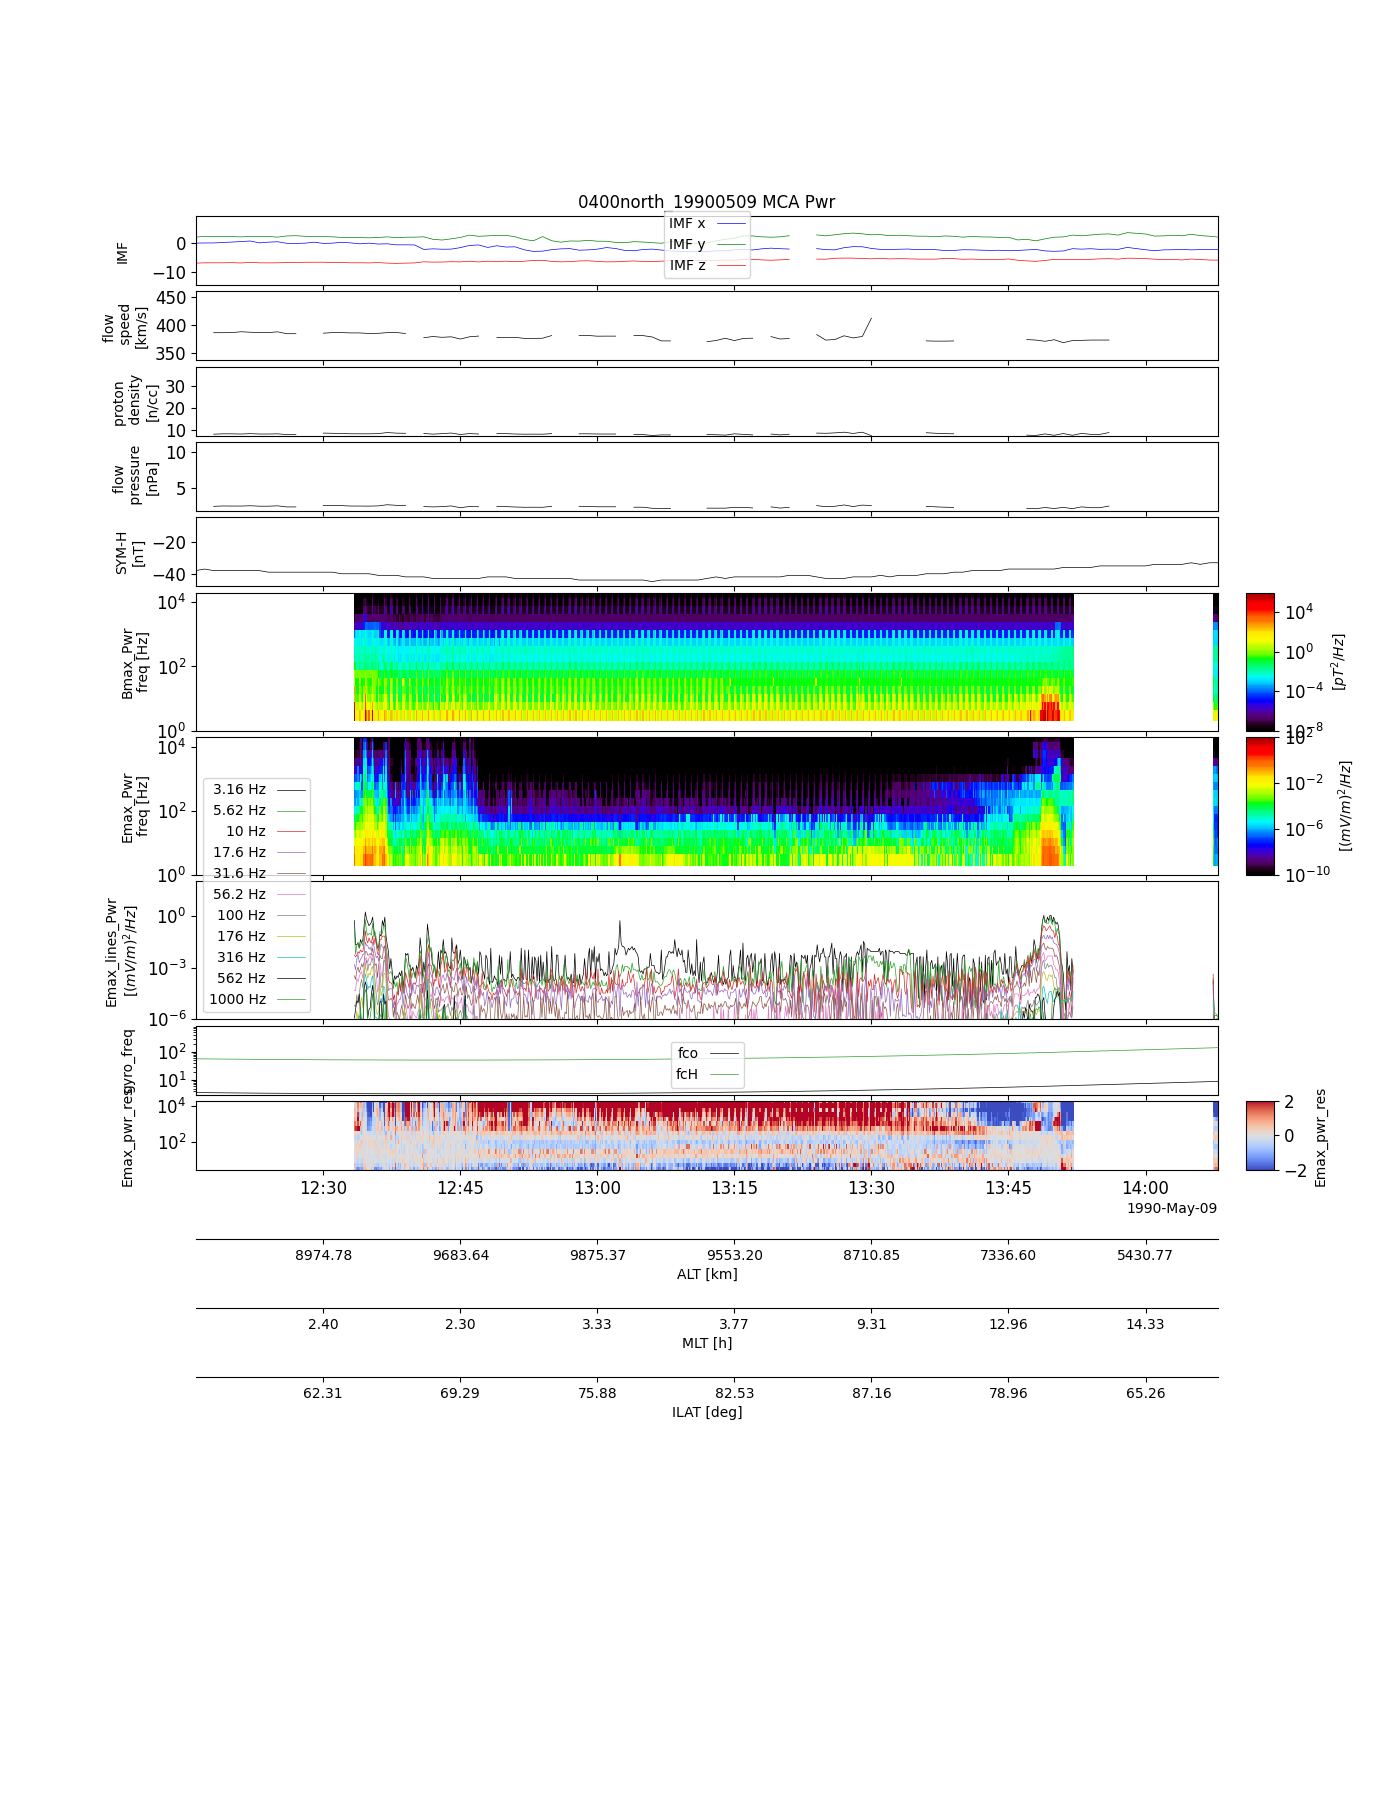 0400north_19900509 MCA Pwr
IMF
0
−10
IMF x
IMF y
IMF z
flow
speed
[km/s]
450
400
350
proton
density
[n/cc]
30
20
10
flow
pressure
[nPa]
10
5
SYM-H
[nT]
−20
−40
Bmax_Pwr
freq [Hz]
10^4
10^2
10^0
10^4
10^0
10^−4
10^−8
[pT^2/Hz]
Emax_Pwr
freq [Hz]
10^4
10^2
10^0
10^2
10^−2
10^−6
10^−10
[(mV/m)^2/Hz]
3.16 Hz
5.62 Hz
10 Hz
17.6 Hz
31.6 Hz
56.2 Hz
100 Hz
176 Hz
316 Hz
562 Hz
1000 Hz
Emax_lines_Pwr
[(mV/m)^2/Hz]
10^0
10^−3
10^−6
gyro_freq
10^2
10^1
fco
fcH
Emax_pwr_res
10^4
10^2
2
0
−2
Emax_pwr_res
12:30 12:45 13:00 13:15 13:30 13:45 14:00
1990-May-09
8974.78 9683.64 9875.37 9553.20 8710.85 7336.60 5430.77
ALT [km]
2.40 2.30 3.33 3.77 9.31 12.96 14.33
MLT [h]
62.31 69.29 75.88 82.53 87.16 78.96 65.26
ILAT [deg]